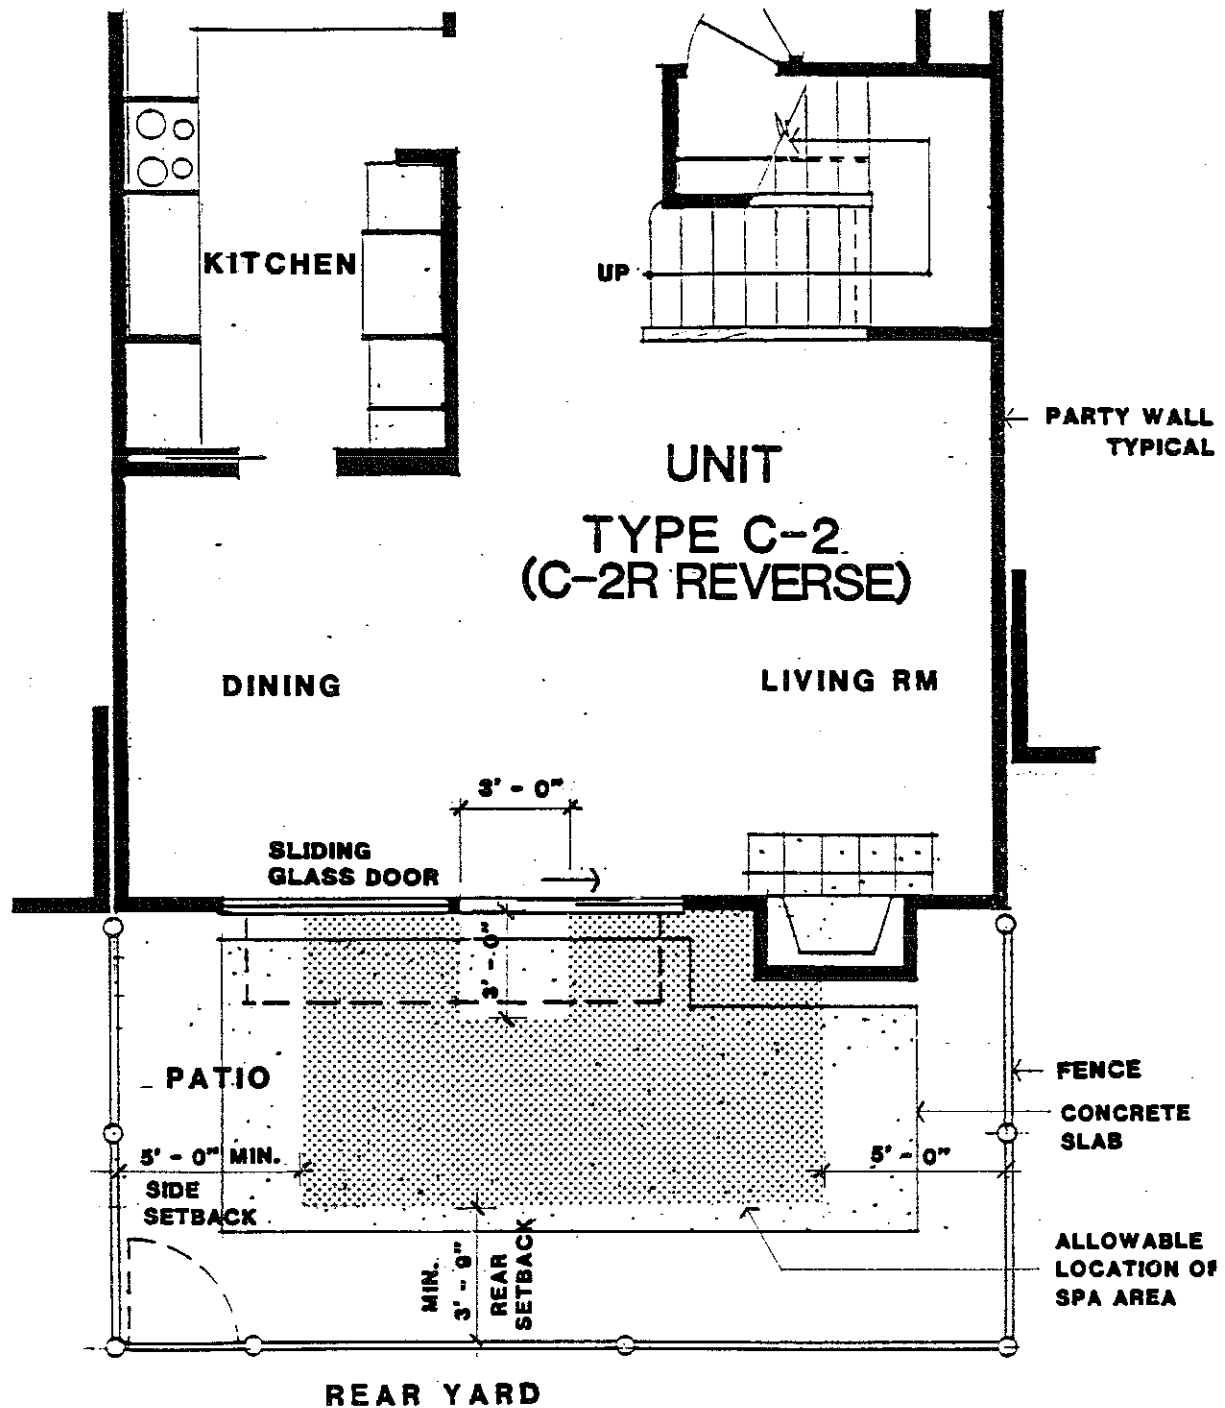 KITCHEN
UP
PARTY WALL
TYPICAL
UNIT
TYPE C-2
(C-2R REVERSE)
DINING
LIVING RM
3' - 0"
SLIDING
GLASS DOOR
3' - 0"
PATIO
FENCE
CONCRETE
SLAB
5' - 0" MIN.
SIDE
SETBACK
5' - 0"
MIN.
3' - 9"
REAR
SETBACK
ALLOWABLE
LOCATION OF
SPA AREA
REAR YARD